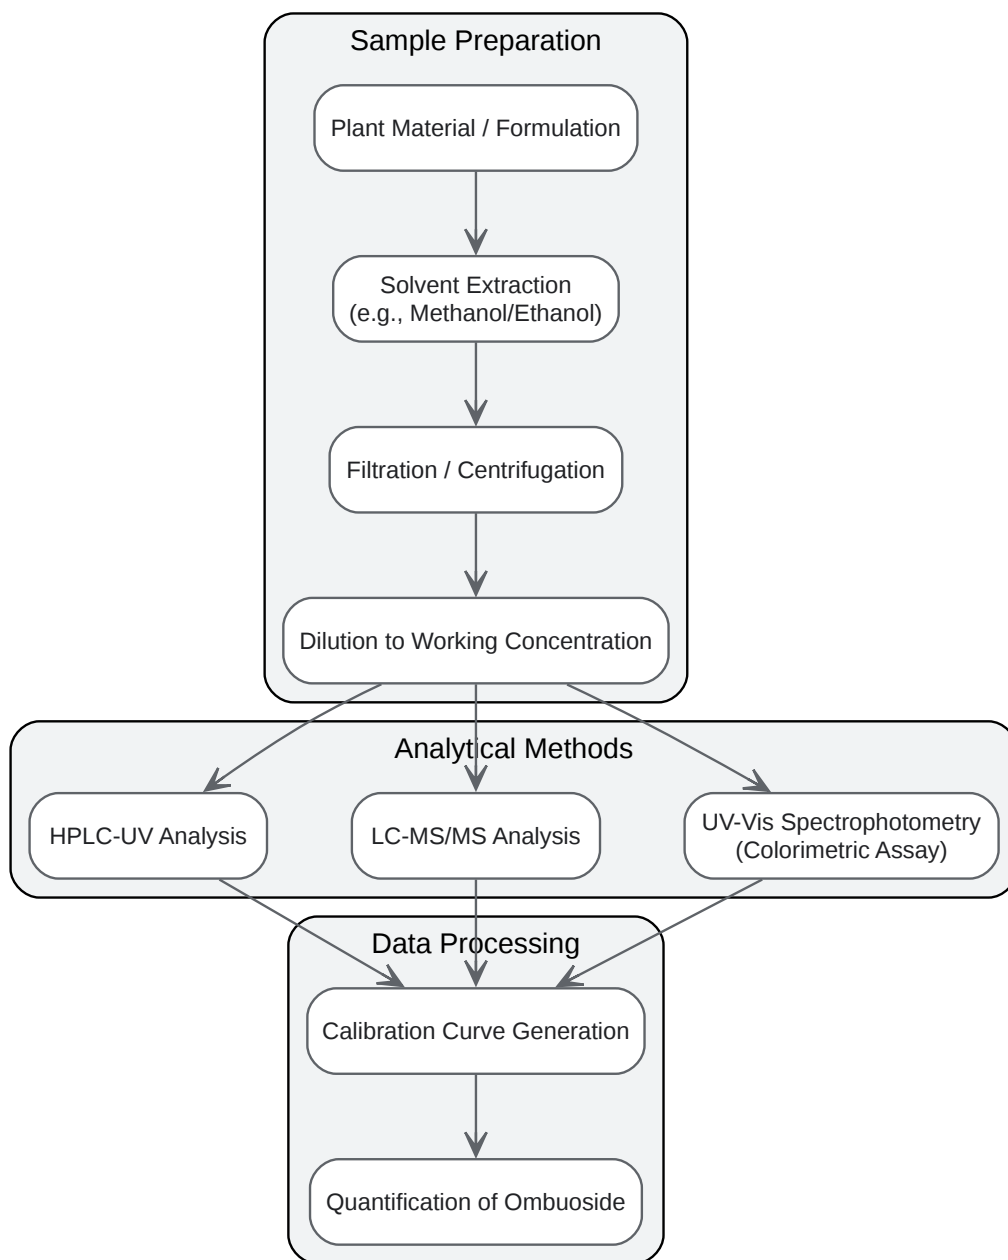 Sample Preparation
Plant Material / Formulation
Solvent Extraction
(e.g., Methanol/Ethanol)
Filtration / Centrifugation
Dilution to Working Concentration
Analytical Methods
HPLC-UV Analysis
LC-MS/MS Analysis
UV-Vis Spectrophotometry
(Colorimetric Assay)
Data Processing
Calibration Curve Generation
Quantification of Ombuoside